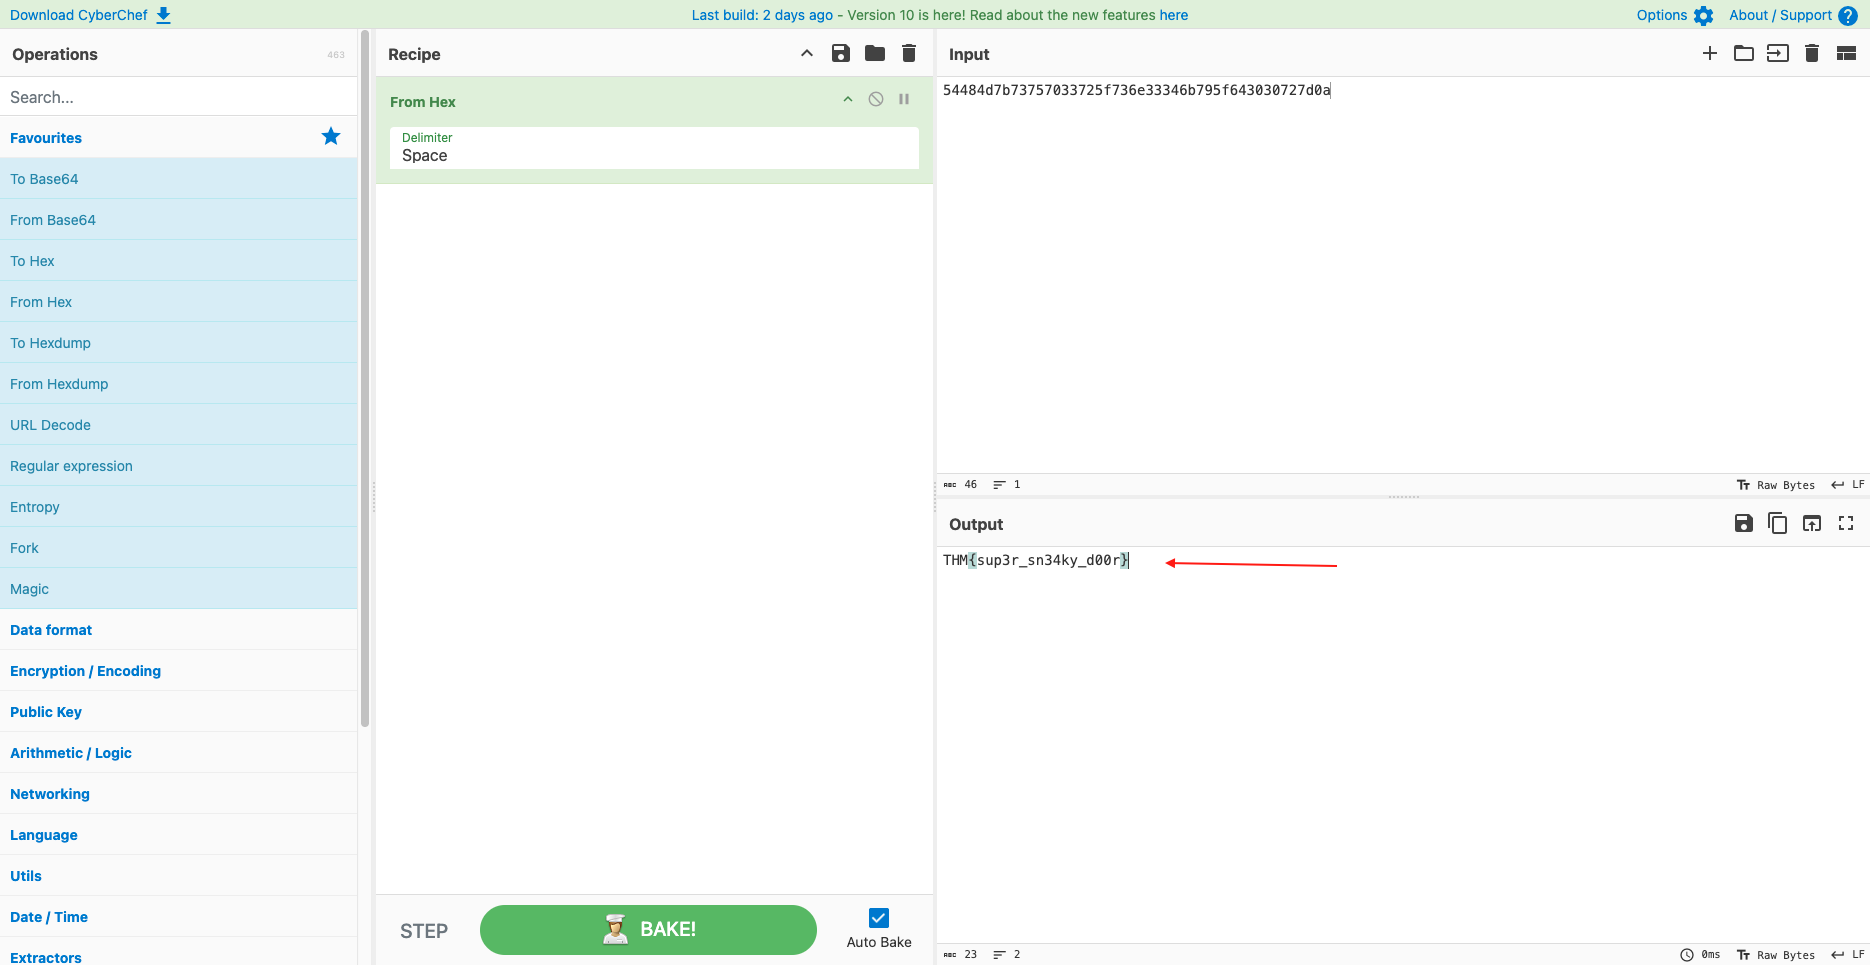 Download CyberChef
Last build: 2 days ago - Version 10 is here! Read about the new features here
Options
About / Support
Operations
463
Search...
Favourites
To Base64
From Base64
To Hex
From Hex
To Hexdump
From Hexdump
URL Decode
Regular expression
Entropy
Fork
Magic
Data format
Encryption / Encoding
Public Key
Arithmetic / Logic
Networking
Language
Utils
Date / Time
Extractors
Recipe
From Hex
Delimiter
Space
STEP
BAKE!
Auto Bake
Input
54484d7b73757033725f736e33346b795f643030727d0a
ABC 46 1
Tr Raw Bytes LF
Output
THM{sup3r_sn34ky_d00r}
ABC 23 2
0ms Tr Raw Bytes LF